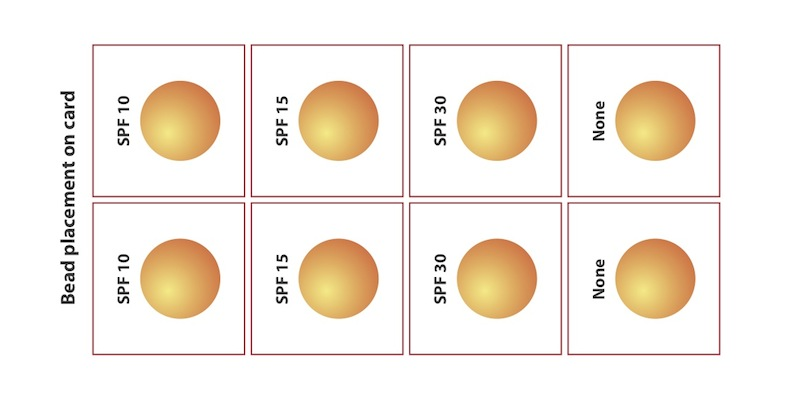 Bead placement on card
SPF 10
SPF 15
SPF 30
None
SPF 10
SPF 15
SPF 30
None